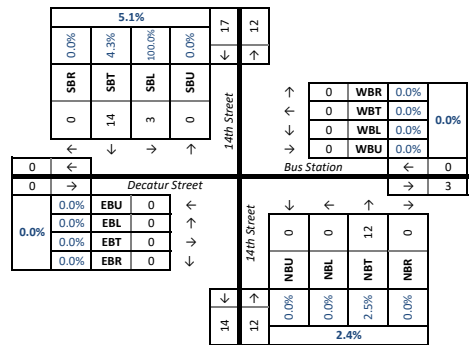 5.1%
17
12
0.0%
4.3%
100.0%
0.0%
↓
↑
SBR
SBT
SBL
SBU
0
14
3
0
14th Street
←
↓
→
↑
↑ 0 WBR 0.0%
← 0 WBT 0.0%
↓ 0 WBL 0.0%
→ 0 WBU 0.0%
0.0%
0 ←
Bus Station
← 0
0 →
Decatur Street
→ 3
0.0% EBU 0 ←
0.0% EBL 0 ↑
0.0% EBT 0 →
0.0% EBR 0 ↓
0.0%
14th Street
↓
←
↑
→
0
0
12
0
NBU
NBL
NBT
NBR
↓
↑
0.0%
0.0%
2.5%
0.0%
14
12
2.4%